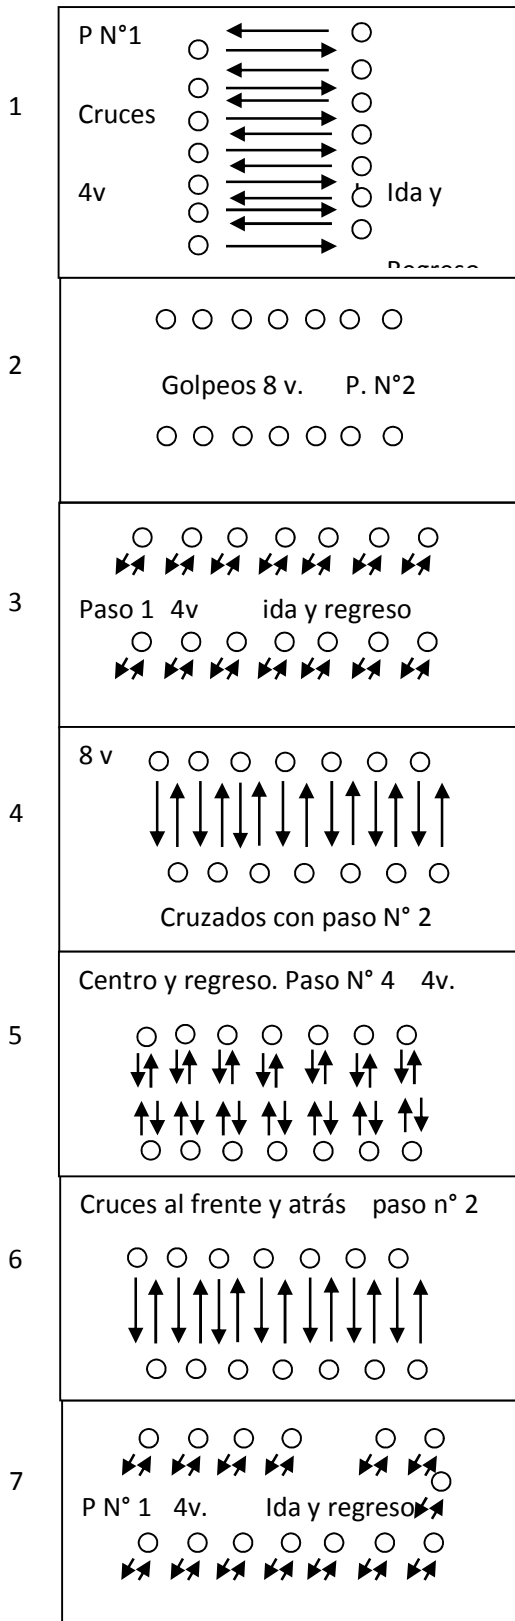 1
P N°1
Cruces
4v
Ida y
Regreso
2
Golpeos 8 v. P. N°2
3
Paso 1 4v ida y regreso
4
8 v
Cruzados con paso N° 2
5
Centro y regreso. Paso N° 4 4v.
6
Cruces al frente y atrás paso n° 2
7
P N° 1 4v. Ida y regreso